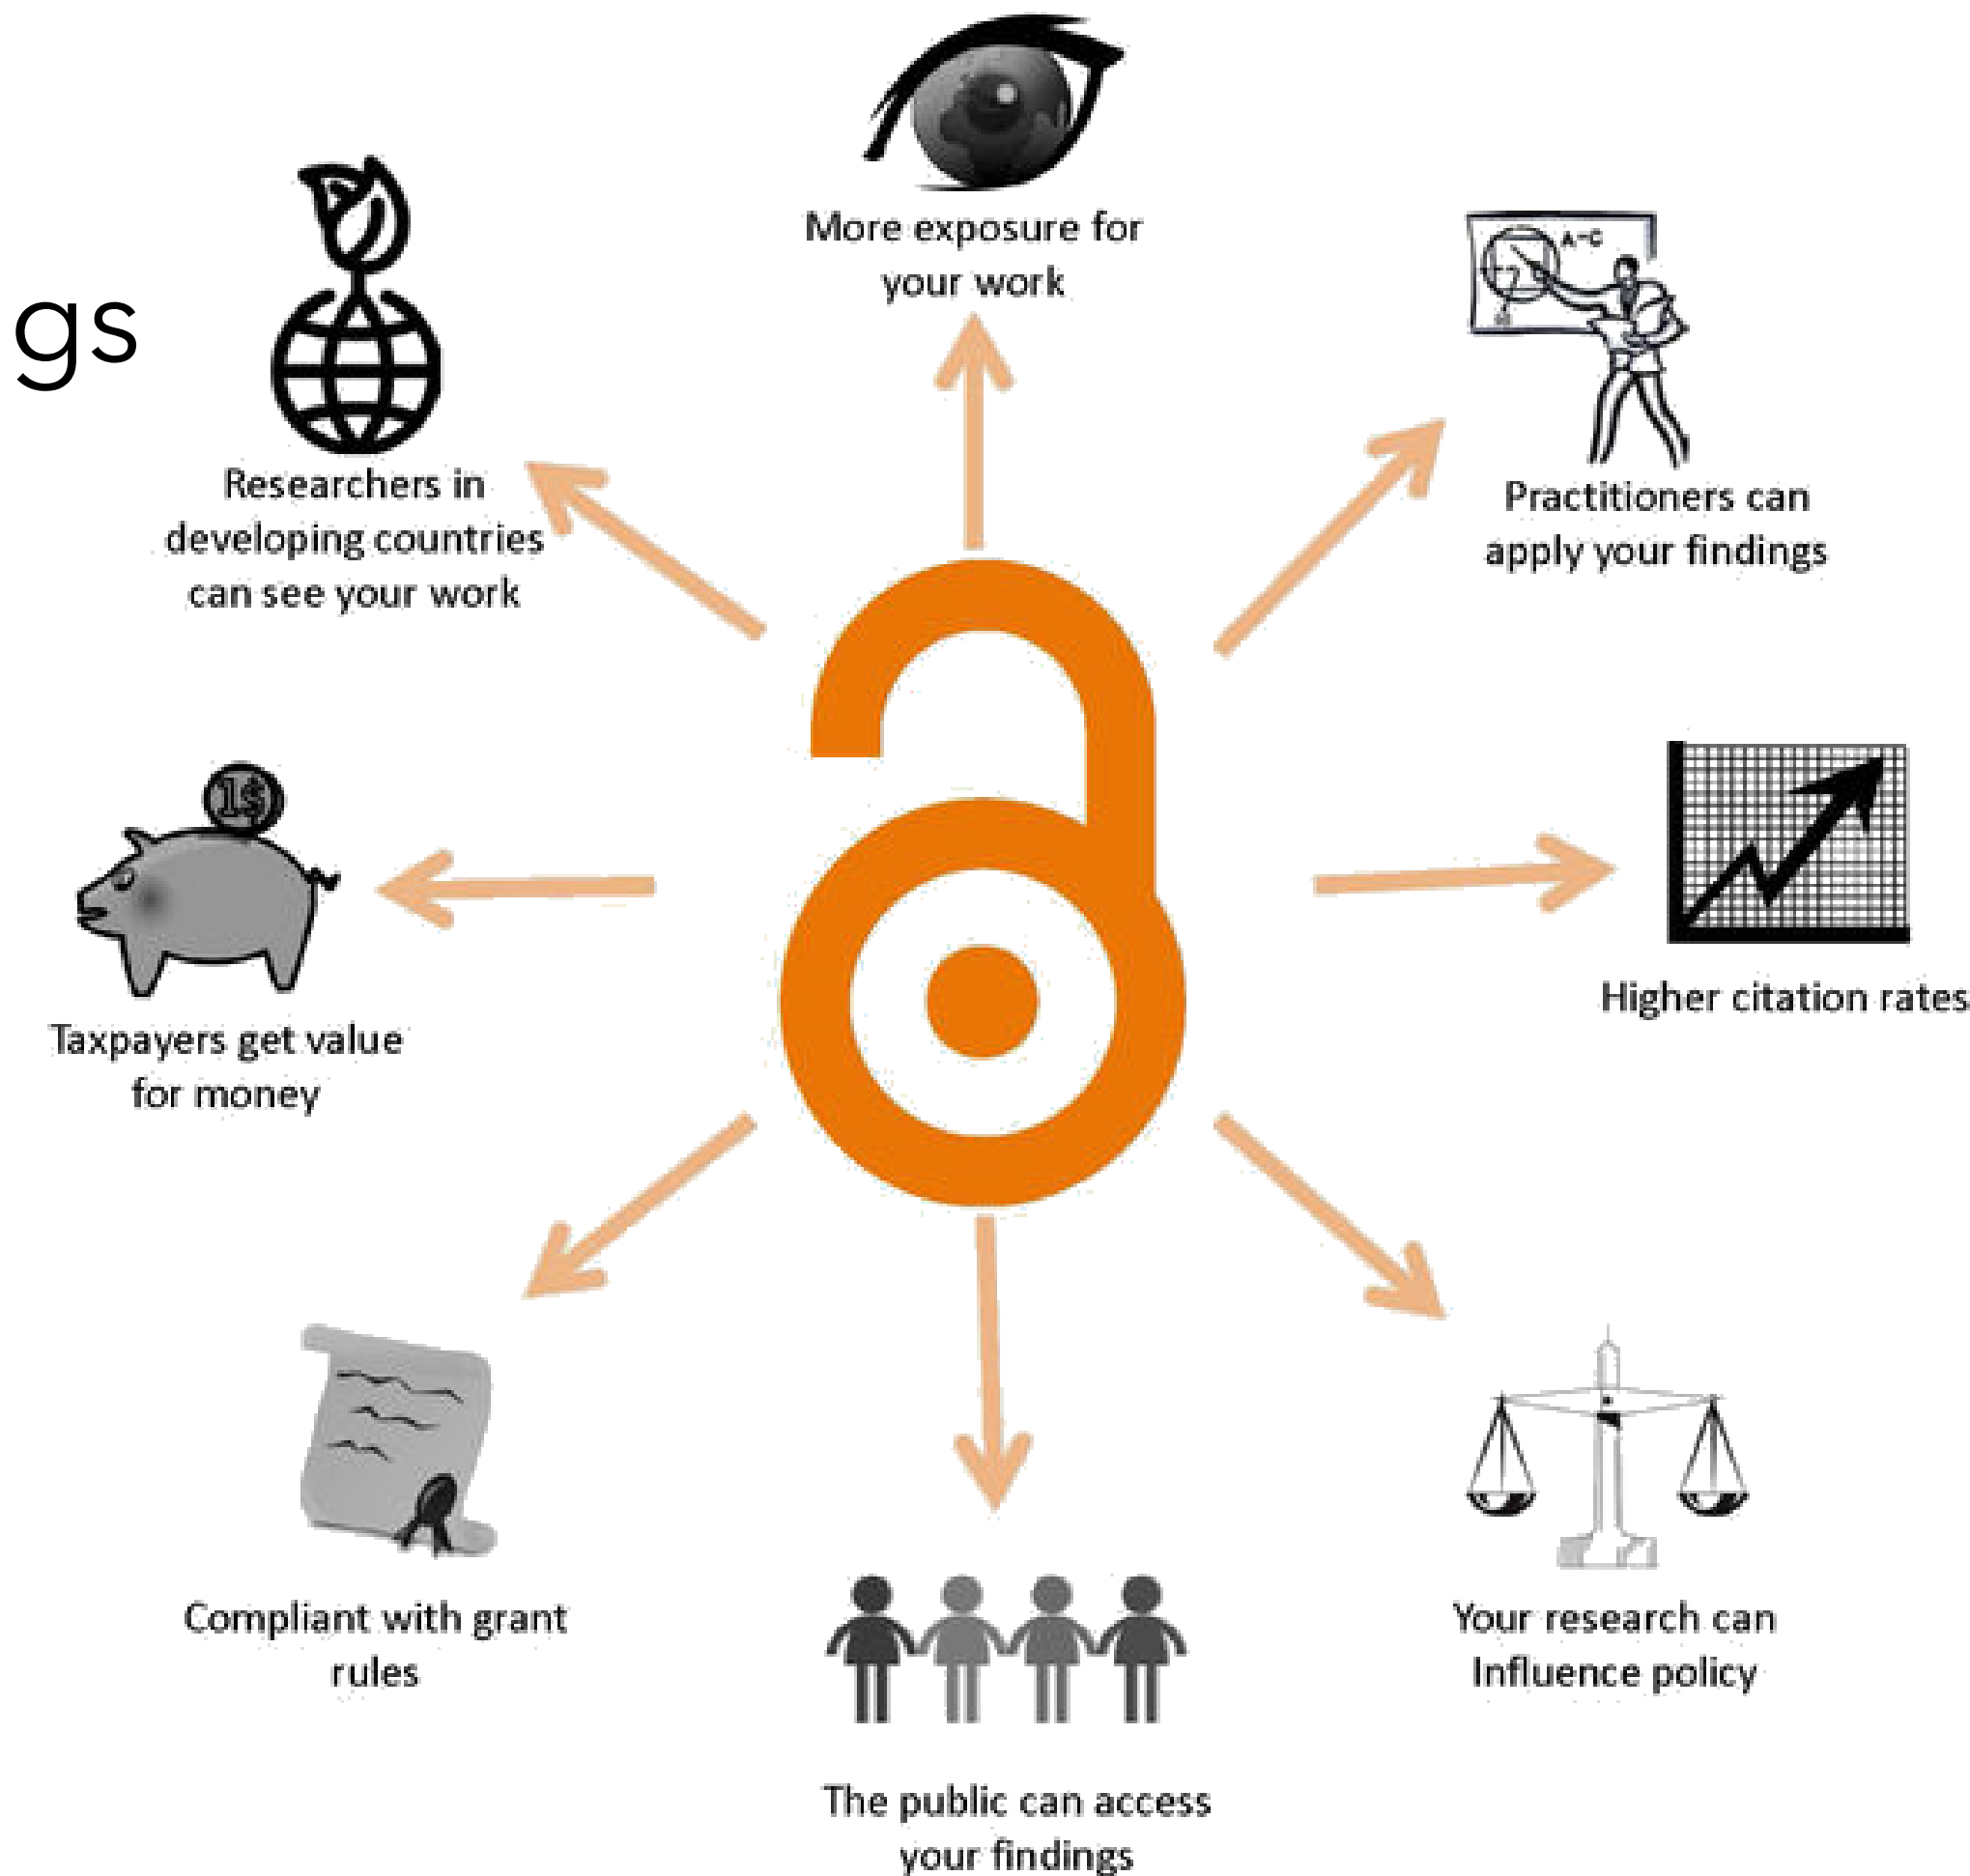 More exposure for
your work
A-C
gs
Researchers in
developing countries
can see your work
Practitioners can
apply your findings
1$
Taxpayers get value
for money
Higher citation rates
Compliant with grant
rules
Your research can
Influence policy
The public can access
your findings